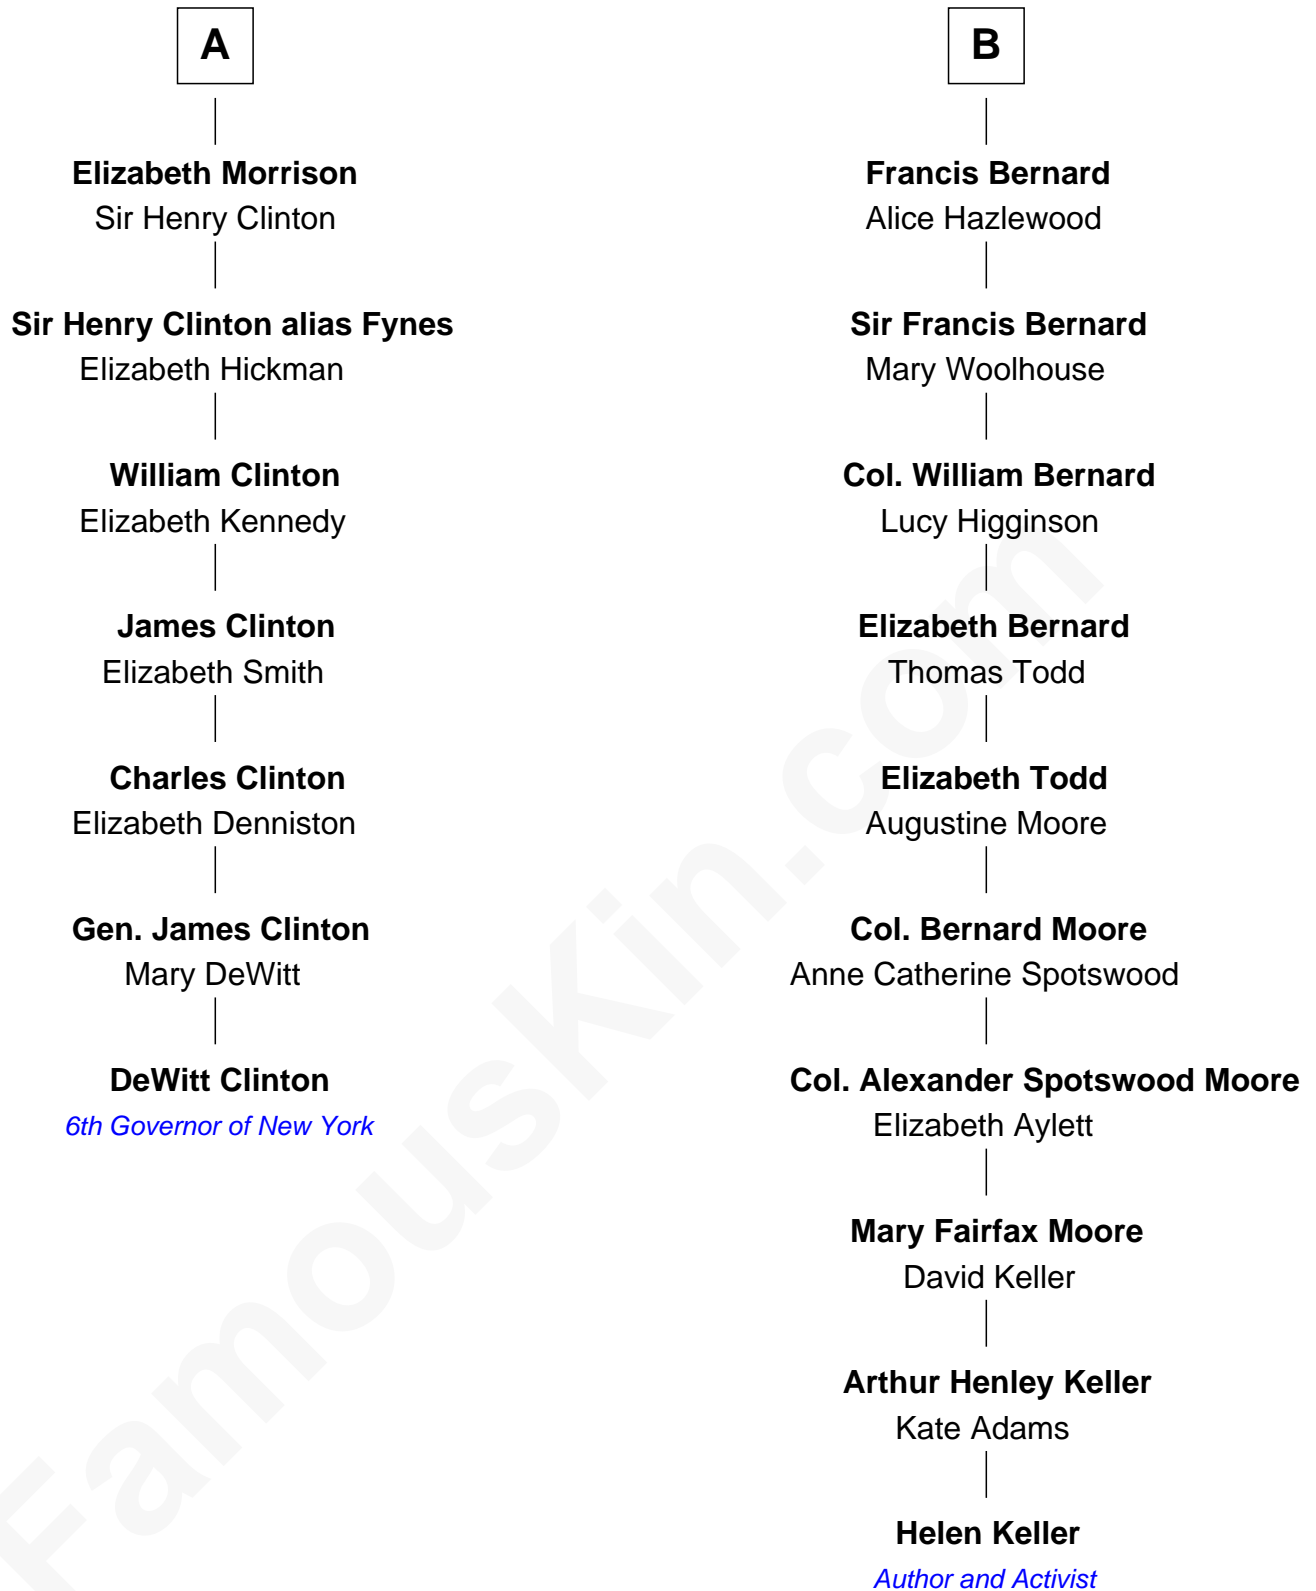 A
Elizabeth Morrison
Sir Henry Clinton
Sir Henry Clinton alias Fynes
Elizabeth Hickman
William Clinton
Elizabeth Kennedy
James Clinton
Elizabeth Smith
Charles Clinton
Elizabeth Denniston
Gen. James Clinton
Mary DeWitt
DeWitt Clinton
6th Governor of New York
B
Francis Bernard
Alice Hazlewood
Sir Francis Bernard
Mary Woolhouse
Col. William Bernard
Lucy Higginson
Elizabeth Bernard
Thomas Todd
Elizabeth Todd
Augustine Moore
Col. Bernard Moore
Anne Catherine Spotswood
Col. Alexander Spotswood Moore
Elizabeth Aylett
Mary Fairfax Moore
David Keller
Arthur Henley Keller
Kate Adams
Helen Keller
Author and Activist
FamousKin.com